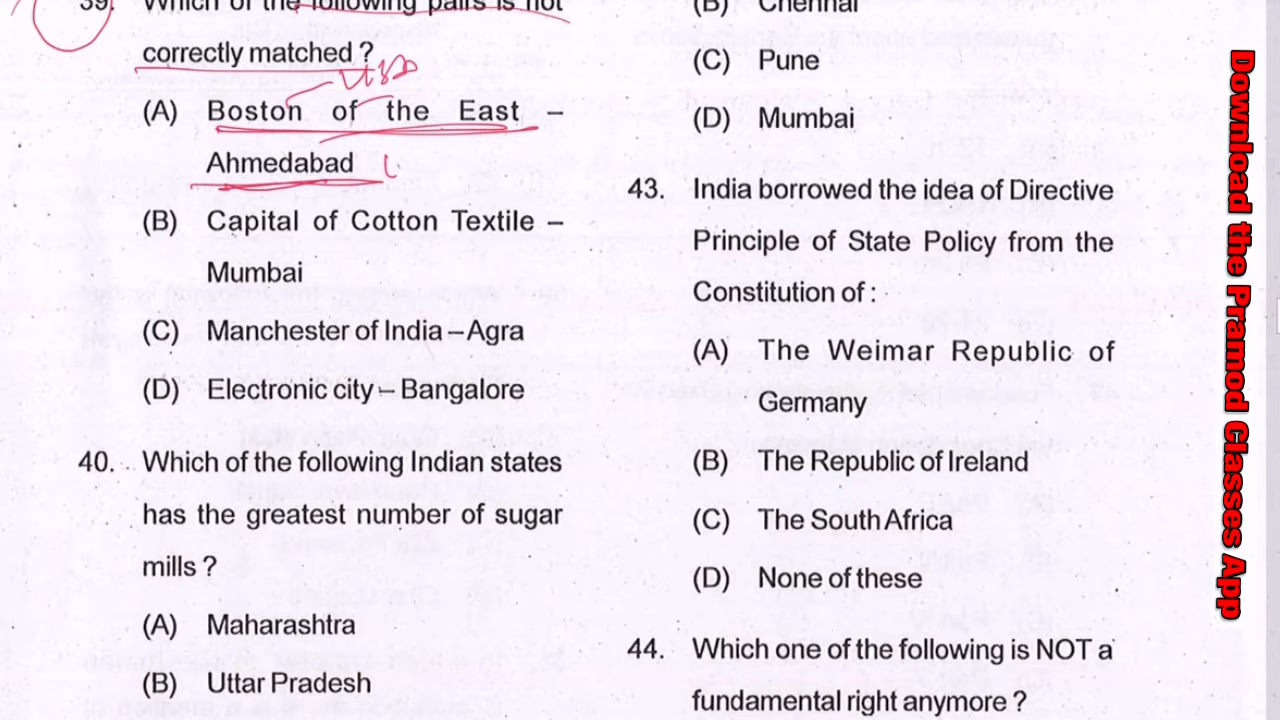 39. Which of the following pairs is not
correctly matched ?
(A) Boston of the East –
Ahmedabad
(B) Capital of Cotton Textile –
Mumbai
(C) Manchester of India – Agra
(D) Electronic city – Bangalore
40. Which of the following Indian states
has the greatest number of sugar
mills ?
(A) Maharashtra
(B) Uttar Pradesh
(B) Chennai
(C) Pune
(D) Mumbai
43. India borrowed the idea of Directive
Principle of State Policy from the
Constitution of :
(A) The Weimar Republic of
Germany
(B) The Republic of Ireland
(C) The South Africa
(D) None of these
44. Which one of the following is NOT a
fundamental right anymore ?
Download the Pramod Classes App